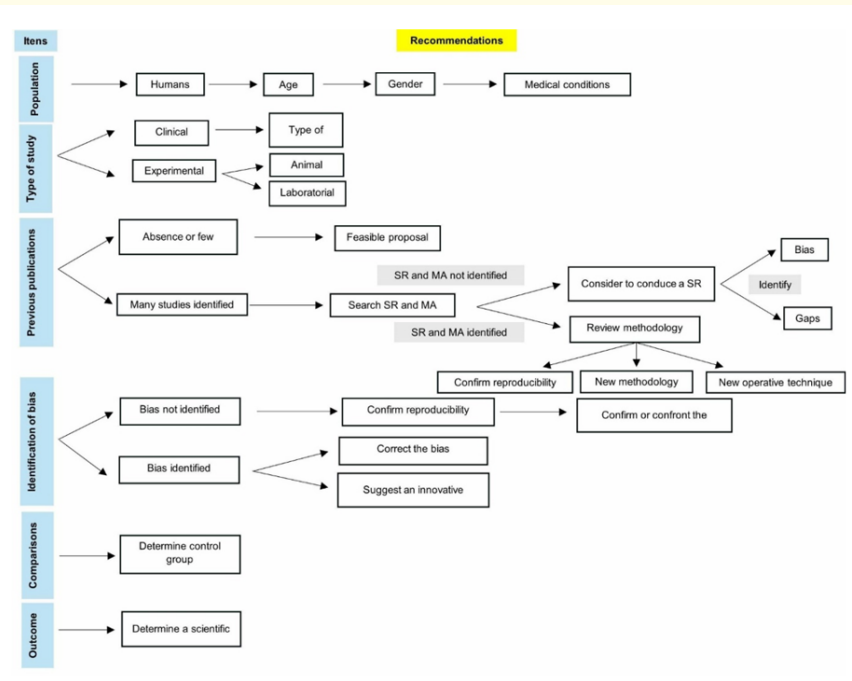 Itens
Recommendations
Population
Humans
Age
Gender
Medical conditions
Type of study
Clinical
Type of
Experimental
Animal
Laboratorial
Previous publications
Absence or few
Feasible proposal
Many studies identified
Search SR and MA
SR and MA not identified
SR and MA identified
Consider to conduce a SR
Bias
Identify
Gaps
Review methodology
Confirm reproducibility
New methodology
New operative technique
Identification of bias
Bias not identified
Confirm reproducibility
Confirm or confront the
Bias identified
Correct the bias
Suggest an innovative
Comparisons
Determine control
group
Outcome
Determine a scientific